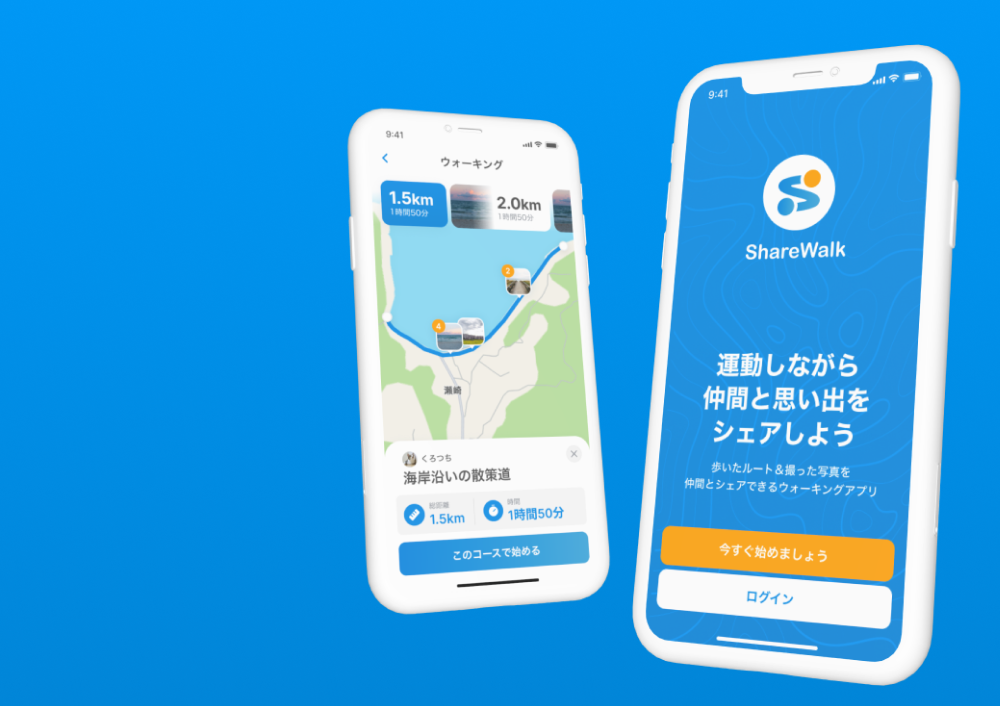 9:41
ウォーキング
1.5km
1時間50分
2.0km
1時間50分
2
4
瀬崎
くろつち
海岸沿いの散策道
総距離
1.5km
時間
1時間50分
このコースで始める
9:41
ShareWalk
運動しながら
仲間と思い出を
シェアしよう
歩いたルート＆撮った写真を
仲間とシェアできるウォーキングアプリ
今すぐ始めましょう
ログイン